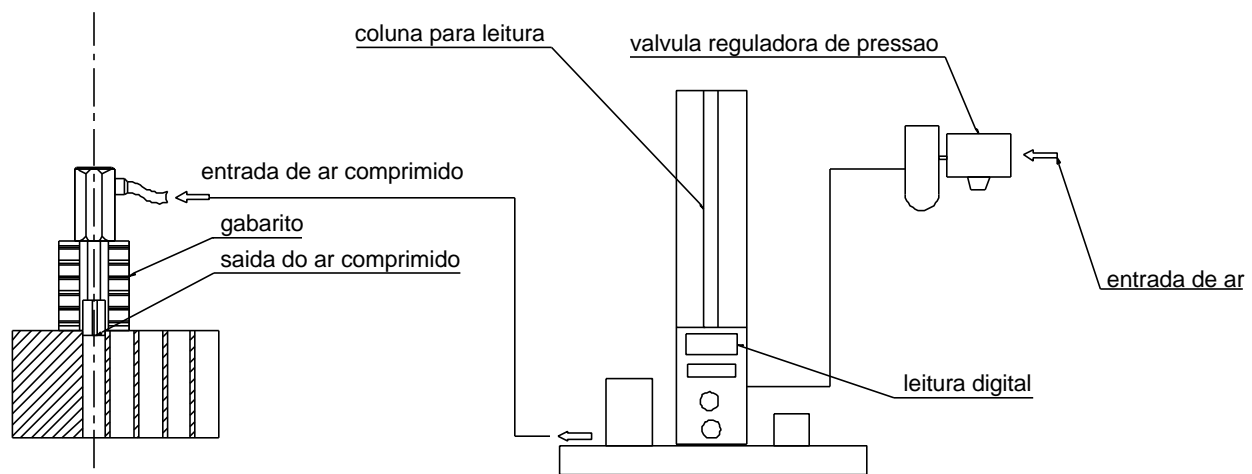 coluna para leitura
valvula reguladora de pressao
entrada de ar comprimido
gabarito
saida do ar comprimido
entrada de ar
leitura digital